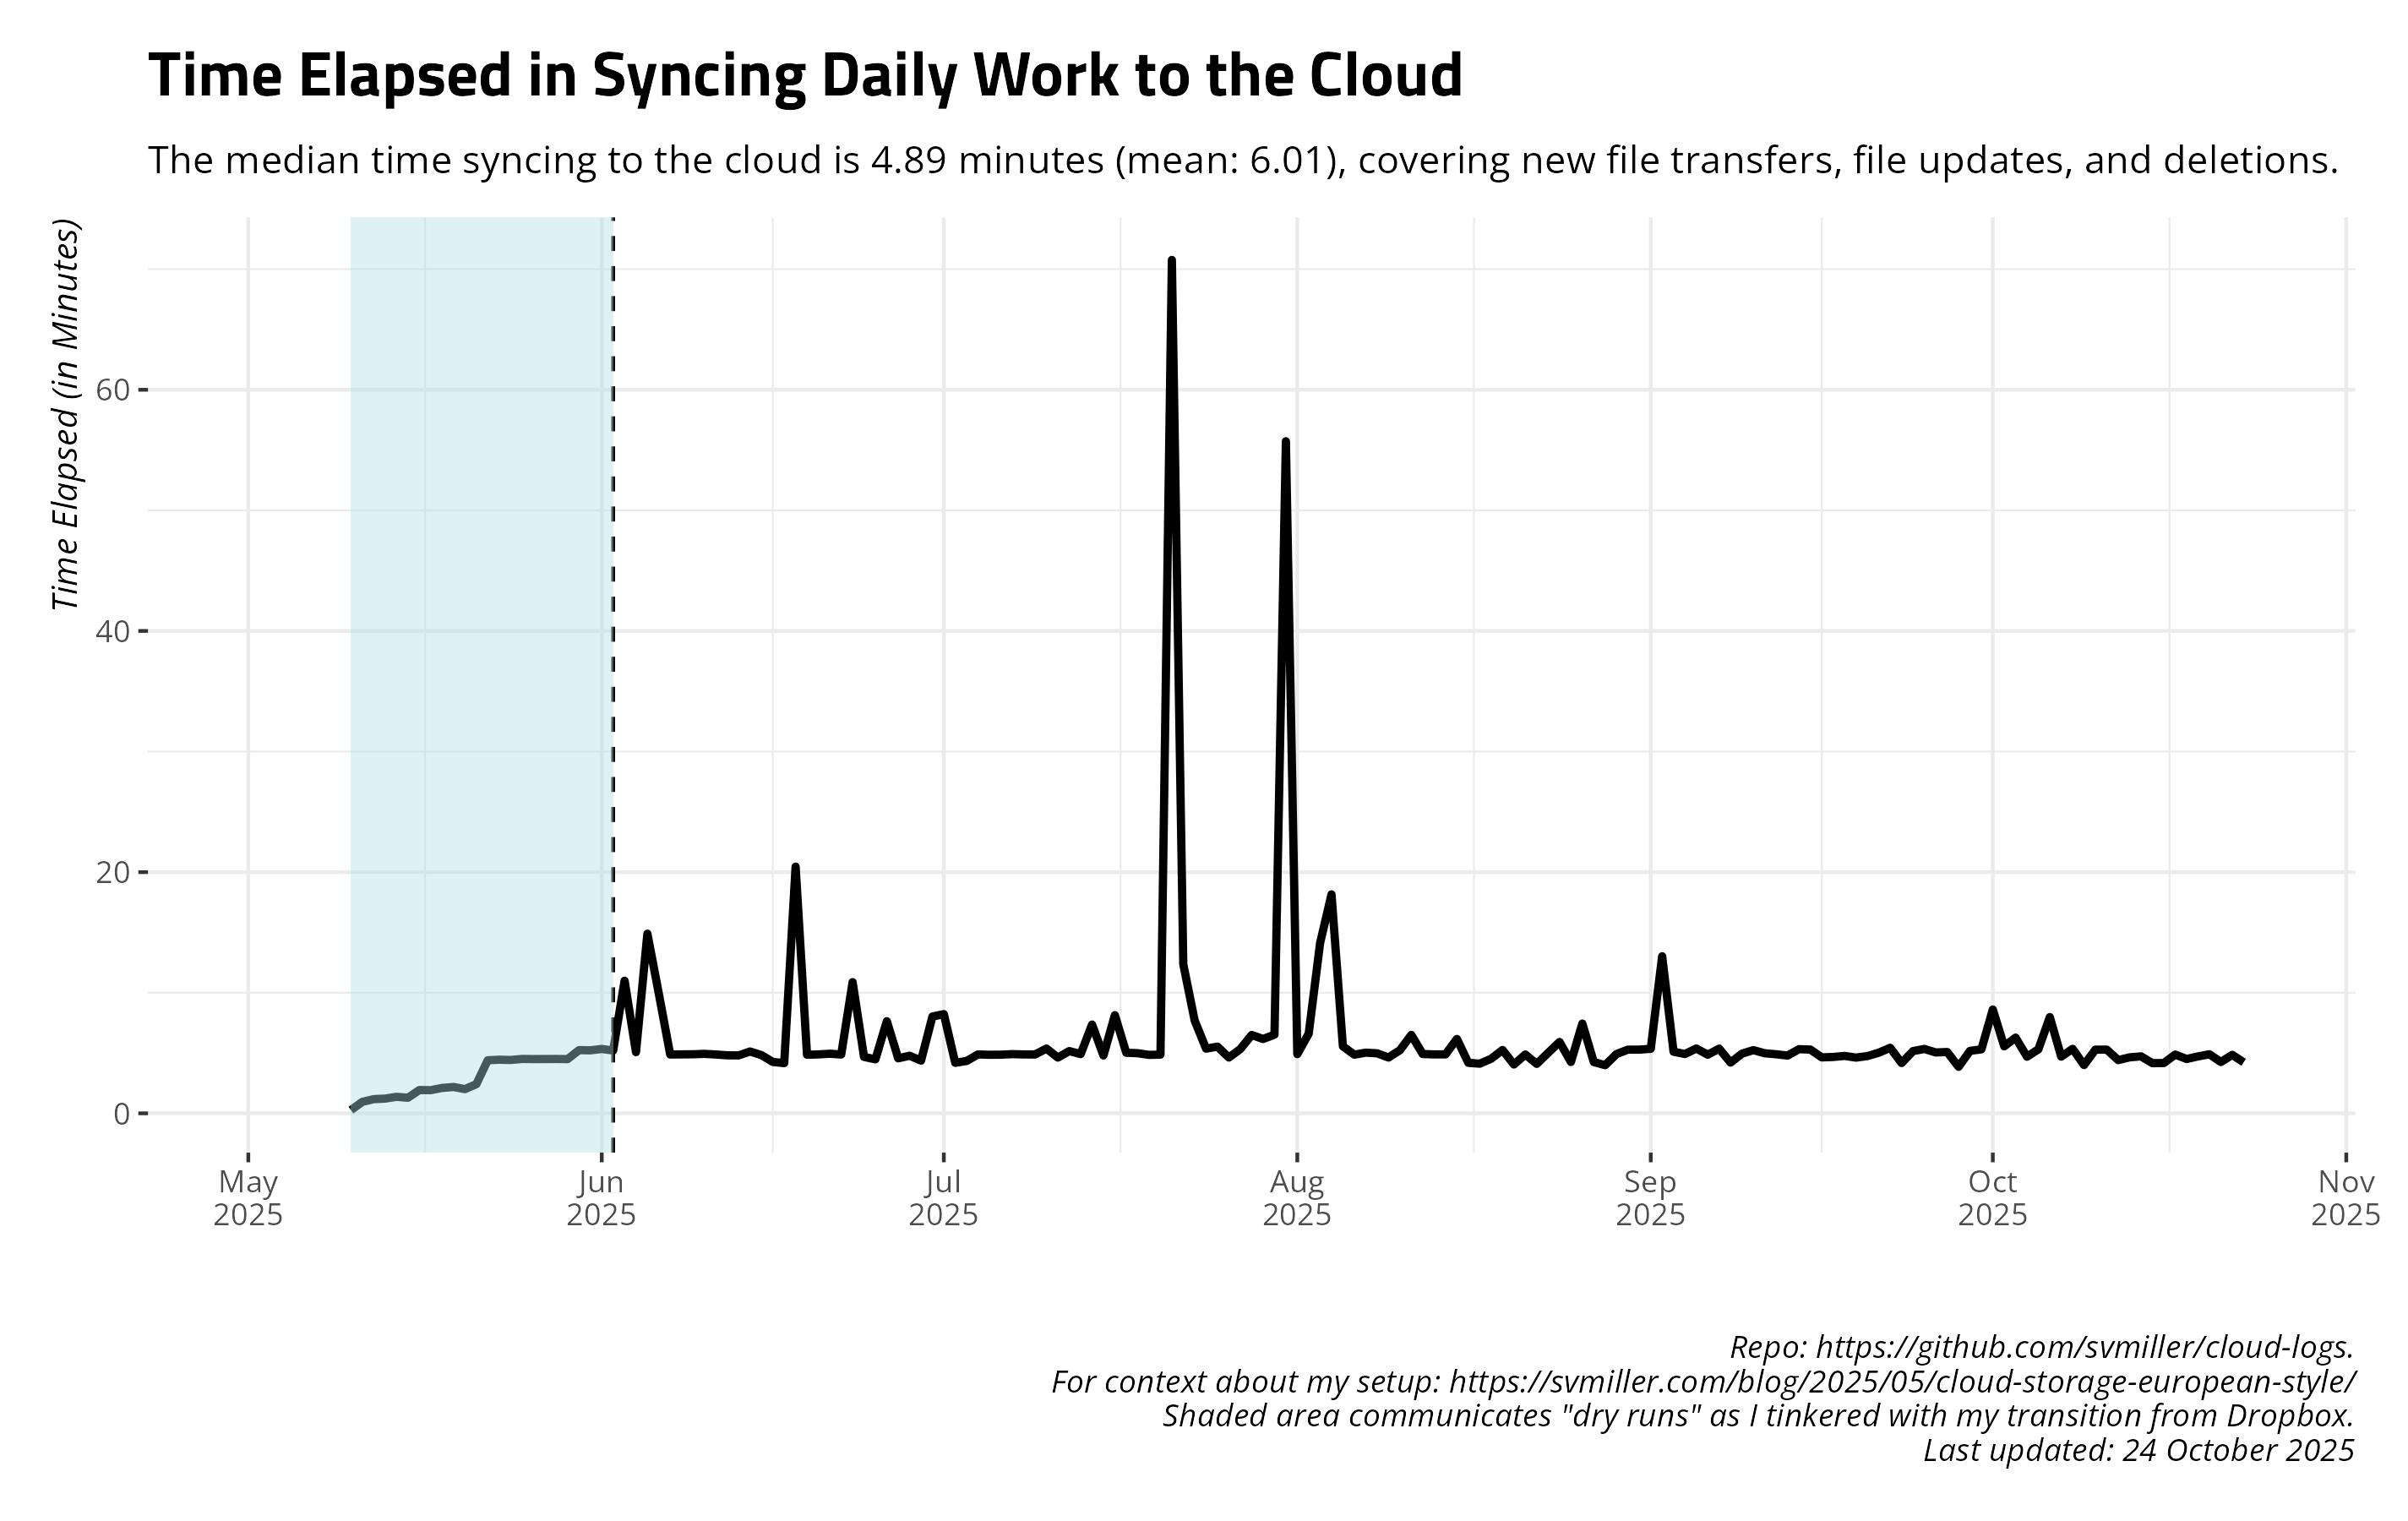 Time Elapsed in Syncing Daily Work to the Cloud
The median time syncing to the cloud is 4.89 minutes (mean: 6.01), covering new file transfers, file updates, and deletions.
Time Elapsed (in Minutes)
60
40
20
0
May
2025
Jun
2025
Jul
2025
Aug
2025
Sep
2025
Oct
2025
Nov
2025
Repo: https://github.com/svmiller/cloud-logs.
For context about my setup: https://svmiller.com/blog/2025/05/cloud-storage-european-style/
Shaded area communicates "dry runs" as I tinkered with my transition from Dropbox.
Last updated: 24 October 2025